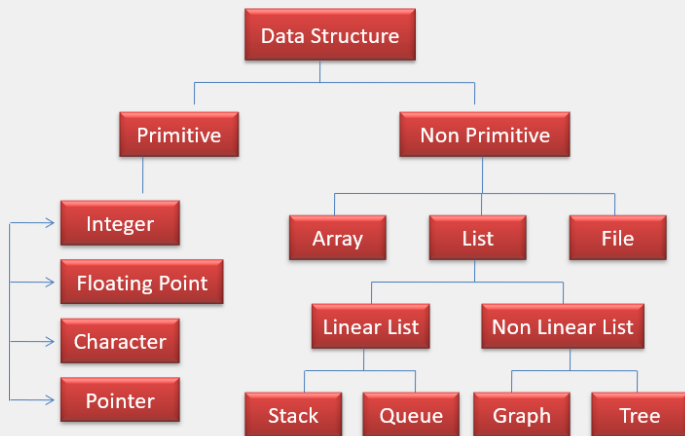 Data Structure
Primitive
Non Primitive
Integer
Floating Point
Character
Pointer
Array
List
File
Linear List
Non Linear List
Stack
Queue
Graph
Tree